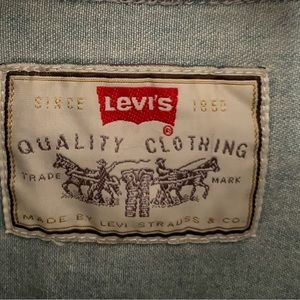 SINCE LEVI'S 1850
®
QUALITY CLOTHING
TRADE MARK
MADE BY LEVI STRAUSS & CO.